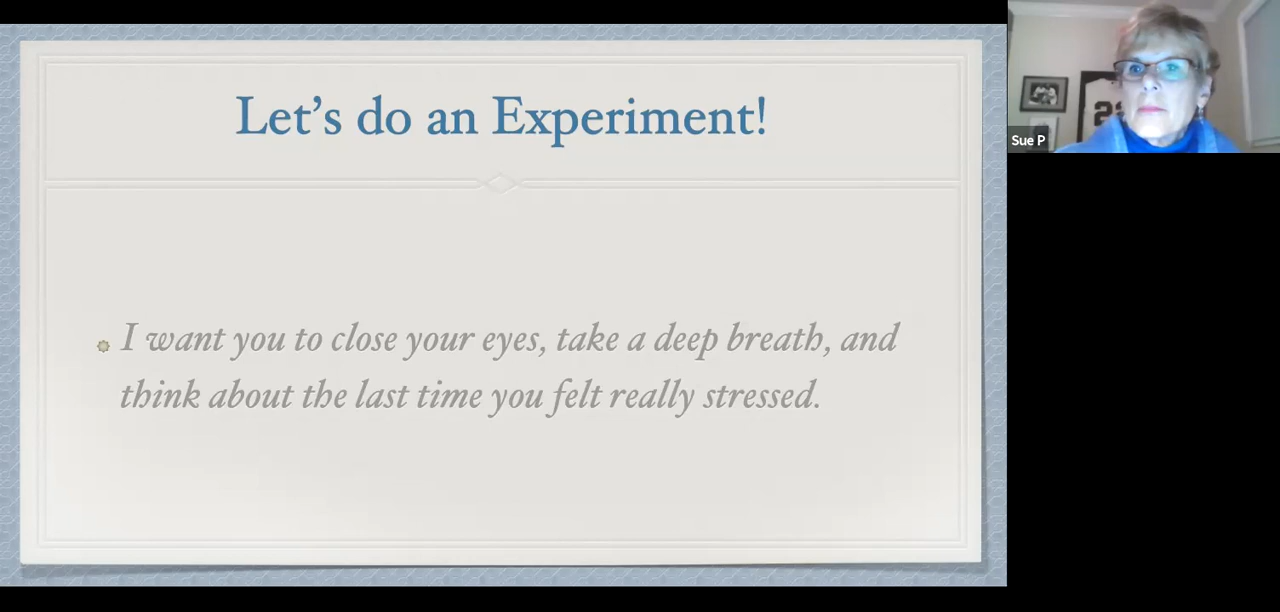 Let's do an Experiment!
I want you to close your eyes, take a deep breath, and
think about the last time you felt really stressed.
Sue P